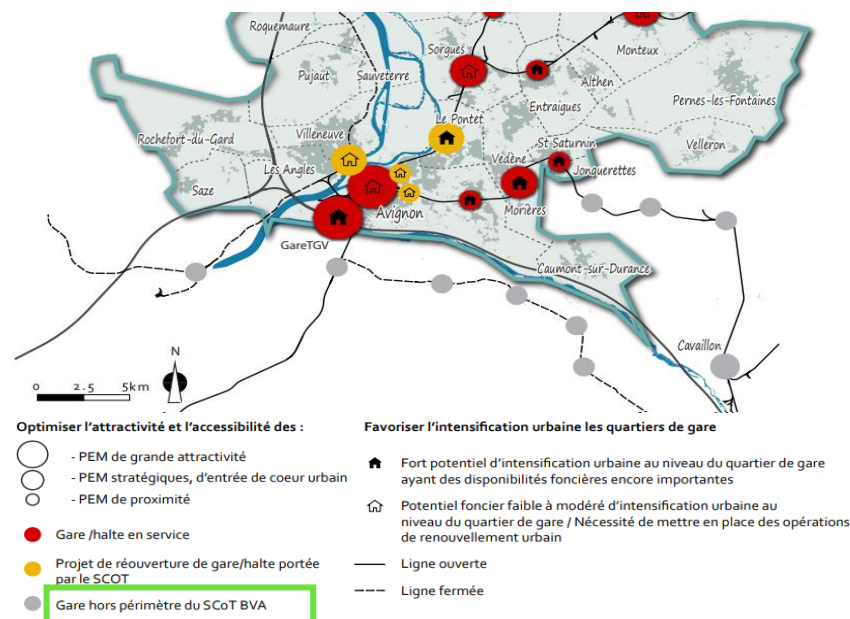 Roquemaure
Sorgues
Monteux
Pujaut
Sauveterre
Althen
Pernes-les-Fontaines
Entraigues
Le Pontet
Rochefort-du-Gard
Villeneuve
St Saturnin
Velleron
Les Angles
Védène
Jonquerettes
Saze
Avignon
Morières
GareTGV
Caumont-sur-Durance
Cavaillon
N
0 2.5 5km
Optimiser l'attractivité et l'accessibilité des :
- PEM de grande attractivité
- PEM stratégiques, d'entrée de coeur urbain
- PEM de proximité
Gare /halte en service
Projet de réouverture de gare/halte portée
par le SCOT
Gare hors périmètre du SCoT BVA
Favoriser l'intensification urbaine les quartiers de gare
Fort potentiel d'intensification urbaine au niveau du quartier de gare
ayant des disponibilités foncières encore importantes
Potentiel foncier faible à modéré d'intensification urbaine au
niveau du quartier de gare / Nécessité de mettre en place des opérations
de renouvellement urbain
Ligne ouverte
Ligne fermée